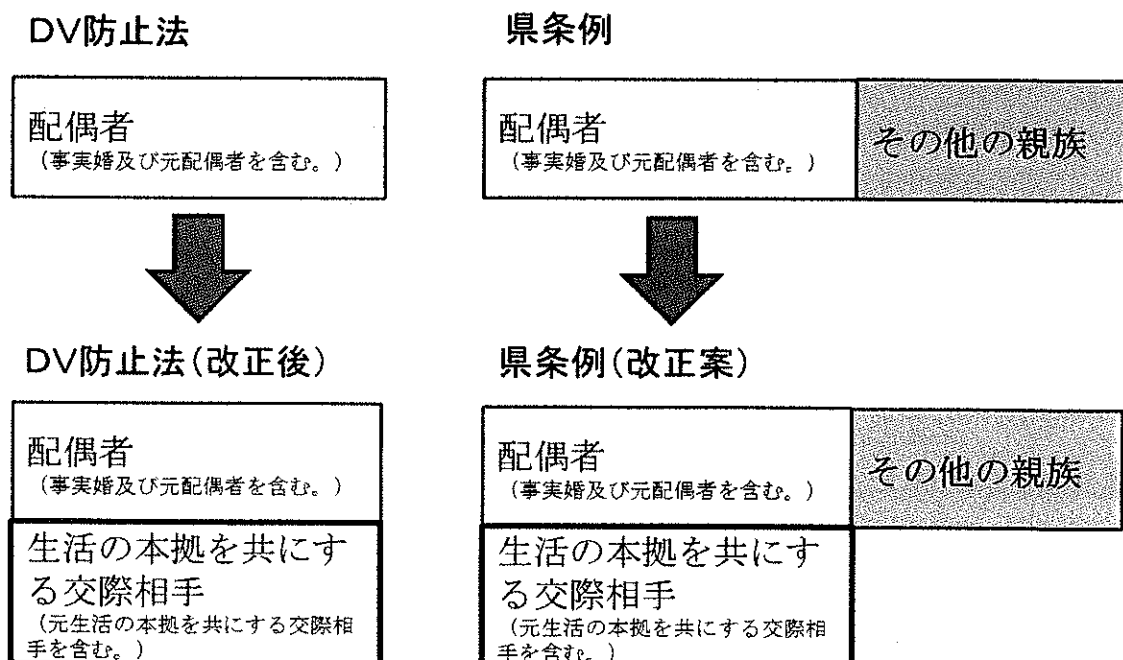 DV防止法
県条例
配偶者
(事実婚及び元配偶者を含む。)
配偶者
(事実婚及び元配偶者を含む。)
その他の親族
DV防止法(改正後)
県条例(改正案)
配偶者
(事実婚及び元配偶者を含む。)
配偶者
(事実婚及び元配偶者を含む。)
その他の親族
生活の本拠を共にす
る交際相手
(元生活の本拠を共にする交際相
手を含む。)
生活の本拠を共にす
る交際相手
(元生活の本拠を共にする交際相
手を含む。)